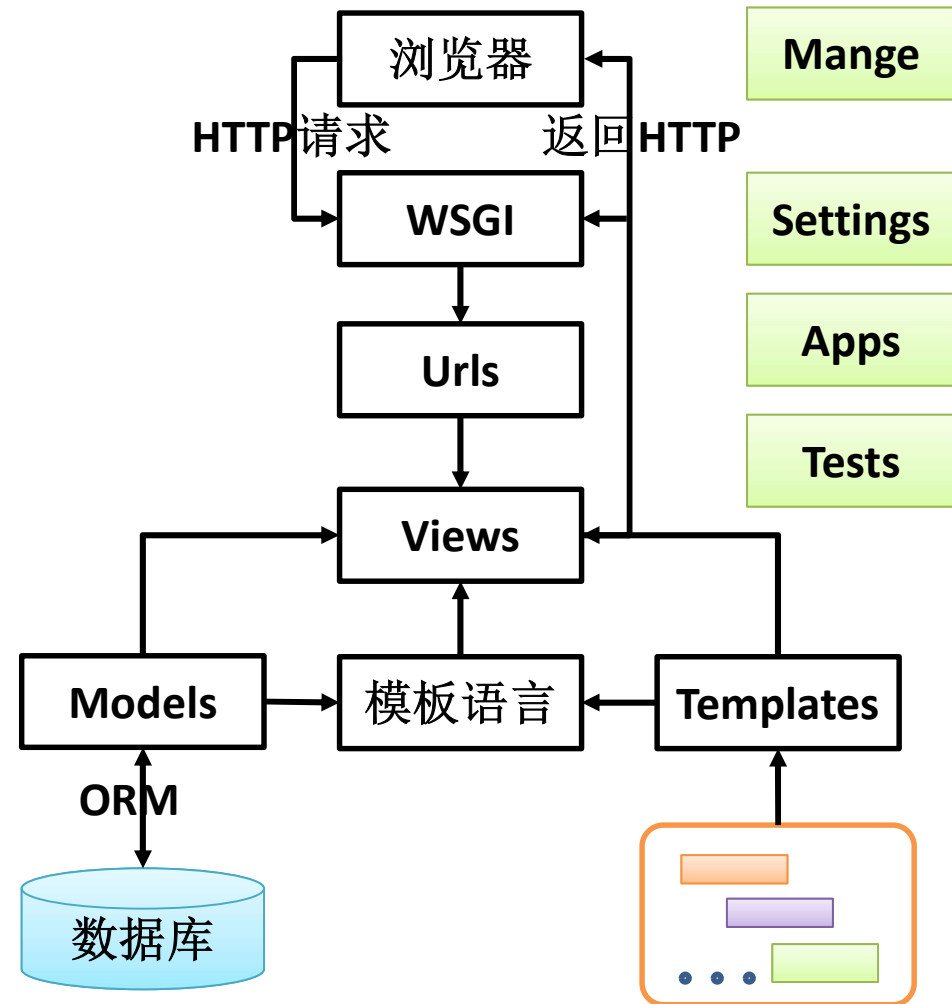 浏览器
Mange
HTTP请求
返回HTTP
WSGI
Settings
Urls
Apps
Tests
Views
Models
模板语言
Templates
ORM
数据库